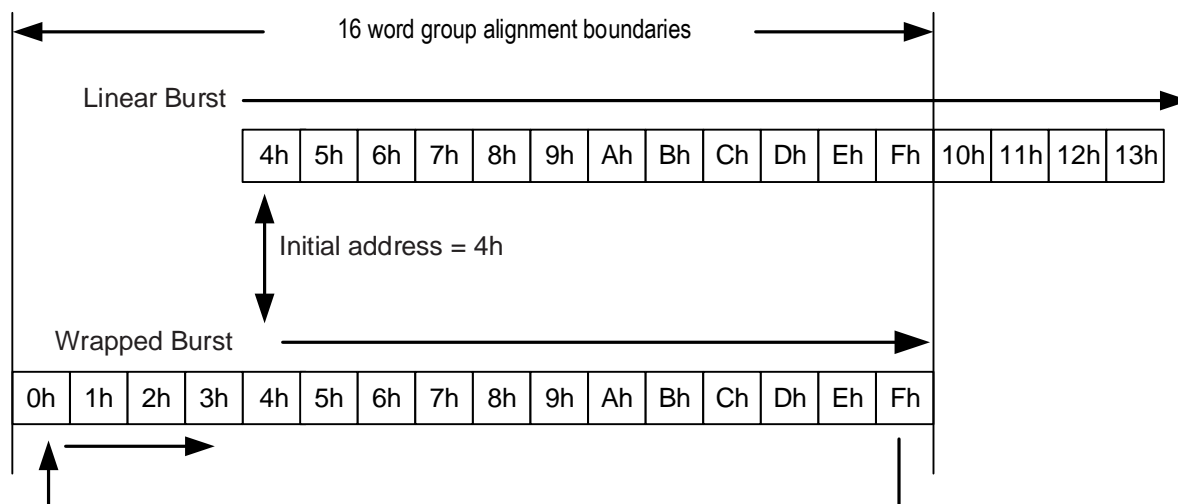 16 word group alignment boundaries
Linear Burst
4h 5h 6h 7h 8h 9h Ah Bh Ch Dh Eh Fh 10h 11h 12h 13h
Initial address = 4h
Wrapped Burst
0h 1h 2h 3h 4h 5h 6h 7h 8h 9h Ah Bh Ch Dh Eh Fh